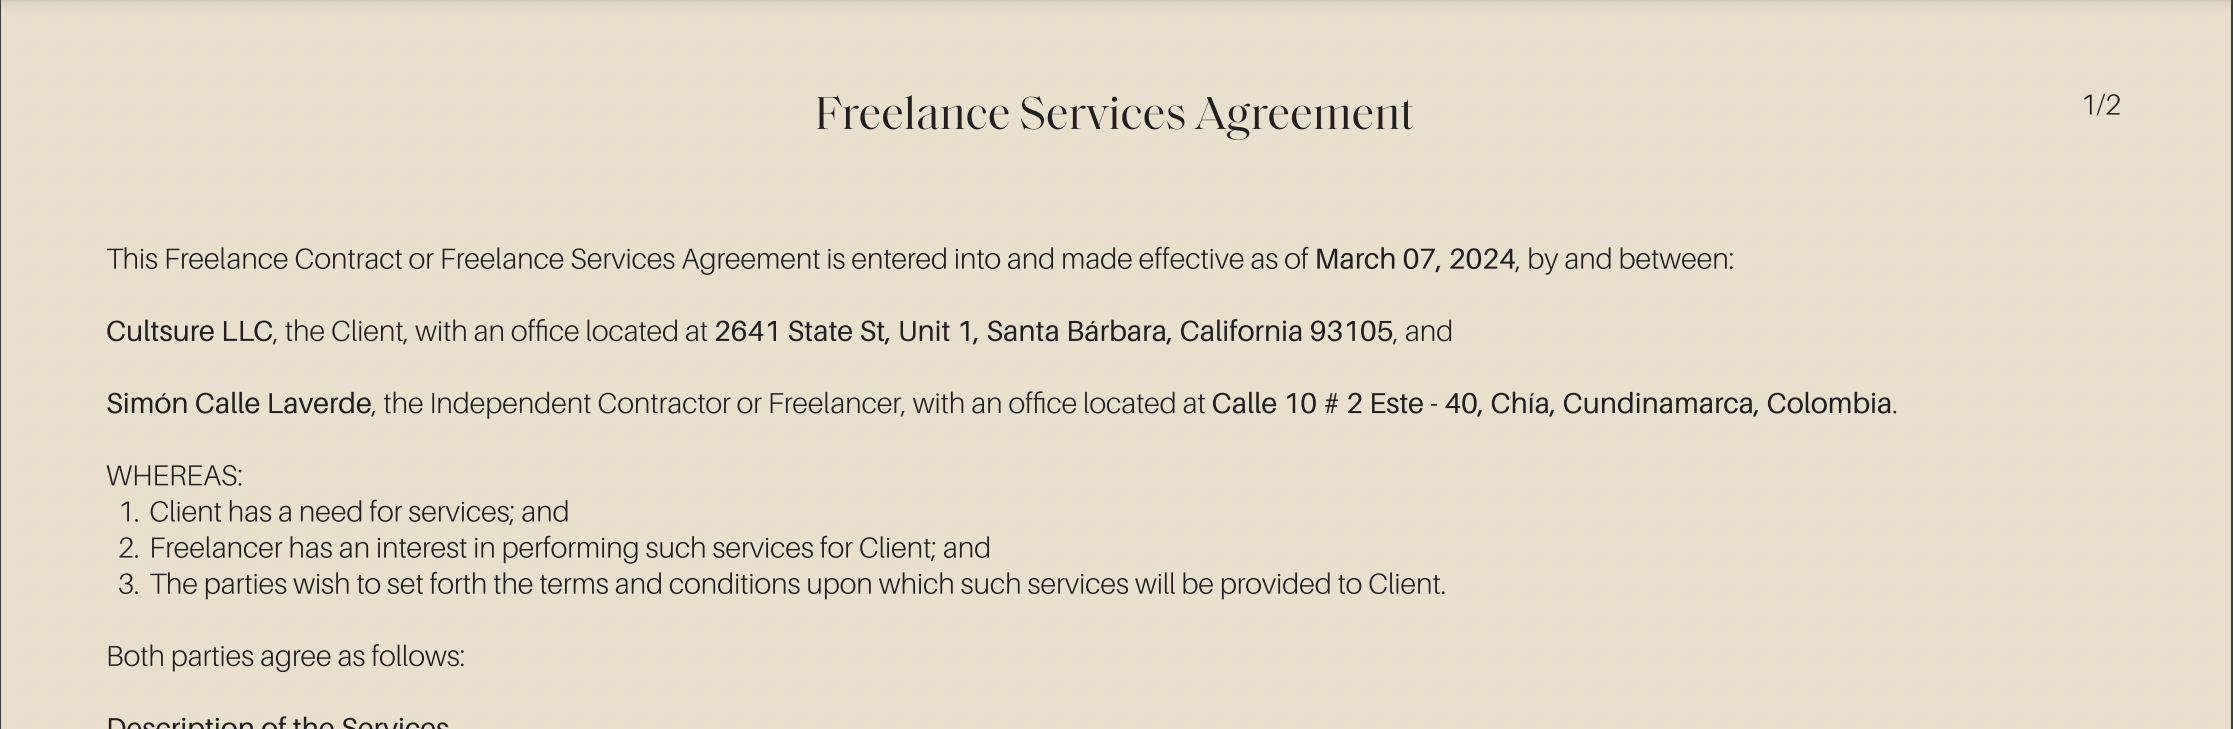 Freelance Services Agreement
1/2
This Freelance Contract or Freelance Services Agreement is entered into and made effective as of March 07, 2024, by and between:
Cultsure LLC, the Client, with an office located at 2641 State St, Unit 1, Santa Bárbara, California 93105, and
Simón Calle Laverde, the Independent Contractor or Freelancer, with an office located at Calle 10 # 2 Este - 40, Chía, Cundinamarca, Colombia.
WHEREAS:
1. Client has a need for services; and
2. Freelancer has an interest in performing such services for Client; and
3. The parties wish to set forth the terms and conditions upon which such services will be provided to Client.
Both parties agree as follows:
Description of the Services